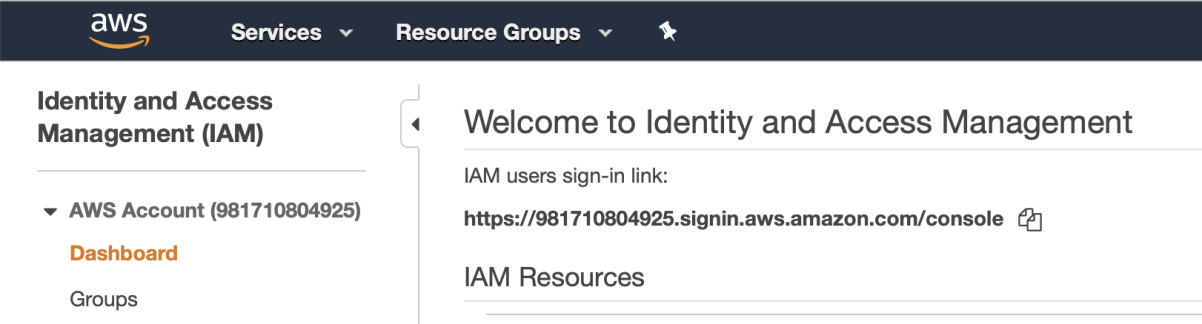 aws
Services
Resource Groups
Identity and Access
Management (IAM)
AWS Account (981710804925)
Dashboard
Groups
Welcome to Identity and Access Management
IAM users sign-in link:
https://981710804925.signin.aws.amazon.com/console
IAM Resources